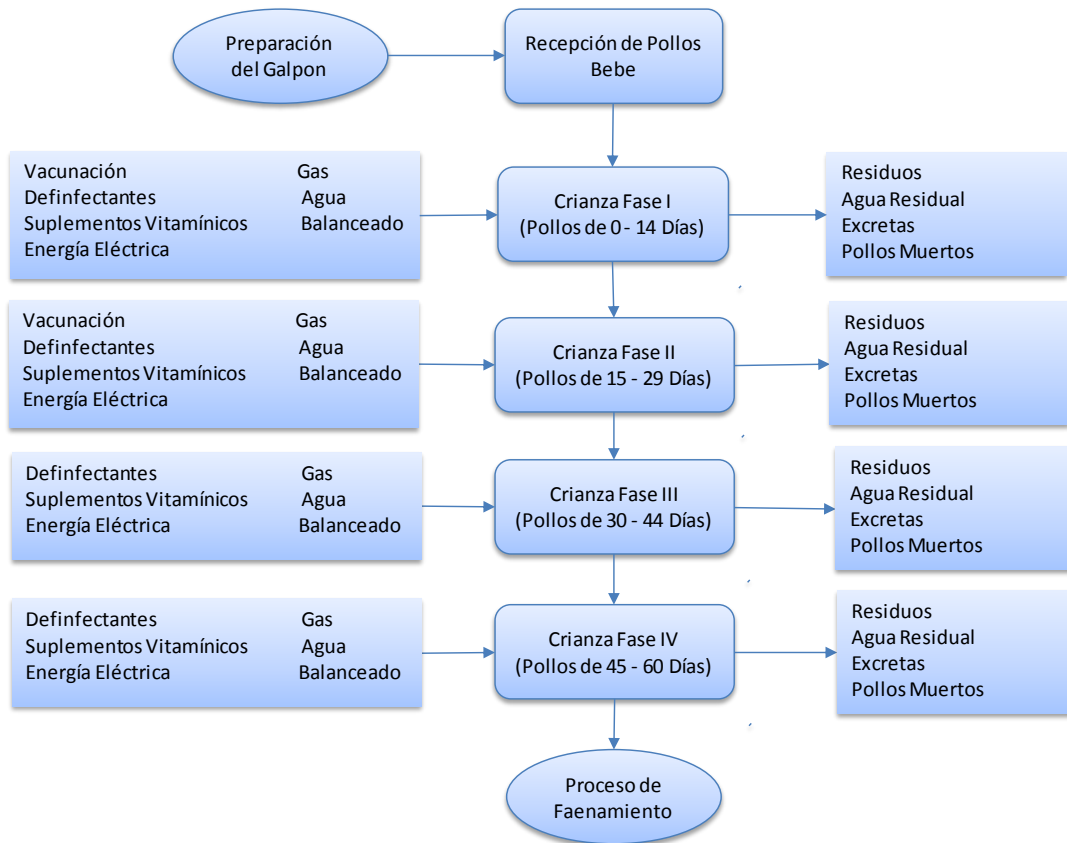 Preparación
del Galpon
Recepción de Pollos
Bebe
Vacunación Gas
Definfectantes Agua
Suplementos Vitamínicos Balanceado
Energía Eléctrica
Crianza Fase I
(Pollos de 0 - 14 Días)
Residuos
Agua Residual
Excretas
Pollos Muertos
Vacunación Gas
Definfectantes Agua
Suplementos Vitamínicos Balanceado
Energía Eléctrica
Crianza Fase II
(Pollos de 15 - 29 Días)
Residuos
Agua Residual
Excretas
Pollos Muertos
Definfectantes Gas
Suplementos Vitamínicos Agua
Energía Eléctrica Balanceado
Crianza Fase III
(Pollos de 30 - 44 Días)
Residuos
Agua Residual
Excretas
Pollos Muertos
Definfectantes Gas
Suplementos Vitamínicos Agua
Energía Eléctrica Balanceado
Crianza Fase IV
(Pollos de 45 - 60 Días)
Residuos
Agua Residual
Excretas
Pollos Muertos
Proceso de
Faenamiento